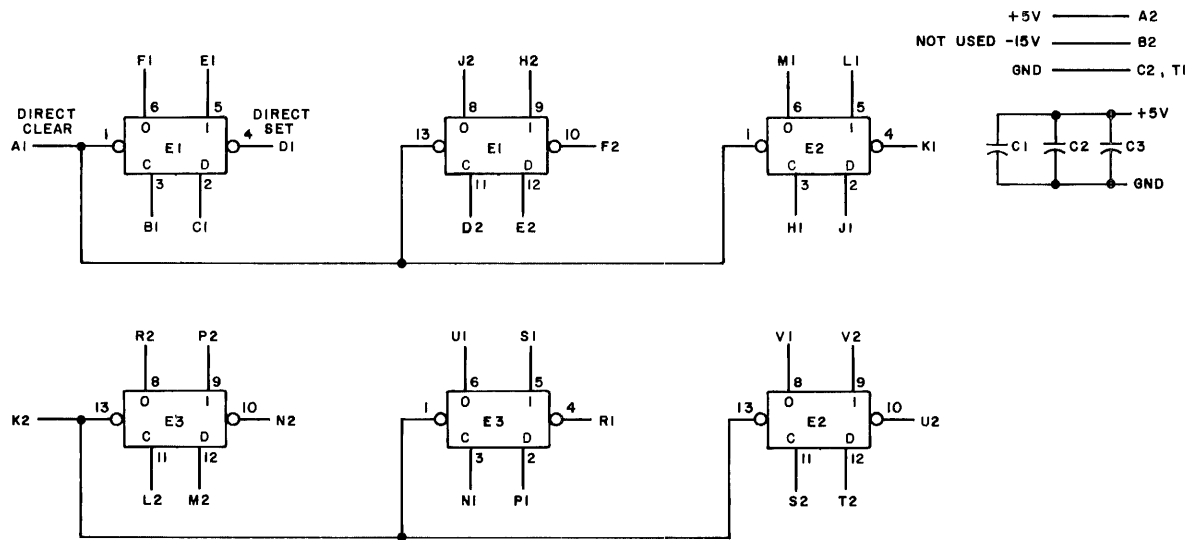 +5V A2
NOT USED -15V B2
GND C2, T1
F1 E1
J2 H2
M1 L1
6 5
8 9
6 5
+5V
DIRECT CLEAR
DIRECT SET
A1 1 0 1 E1 C D 4 D1
13 0 1 E1 C D 10 F2
1 0 1 E2 C D 4 K1
C1 C2 C3
3 2
11 12
3 2
GND
B1 C1
D2 E2
H1 J1
R2 P2
U1 S1
V1 V2
8 9
6 5
8 9
K2 13 0 1 E3 C D 10 N2
1 0 1 E3 C D 4 R1
13 0 1 E2 C D 10 U2
11 12
3 2
11 12
L2 M2
N1 P1
S2 T2